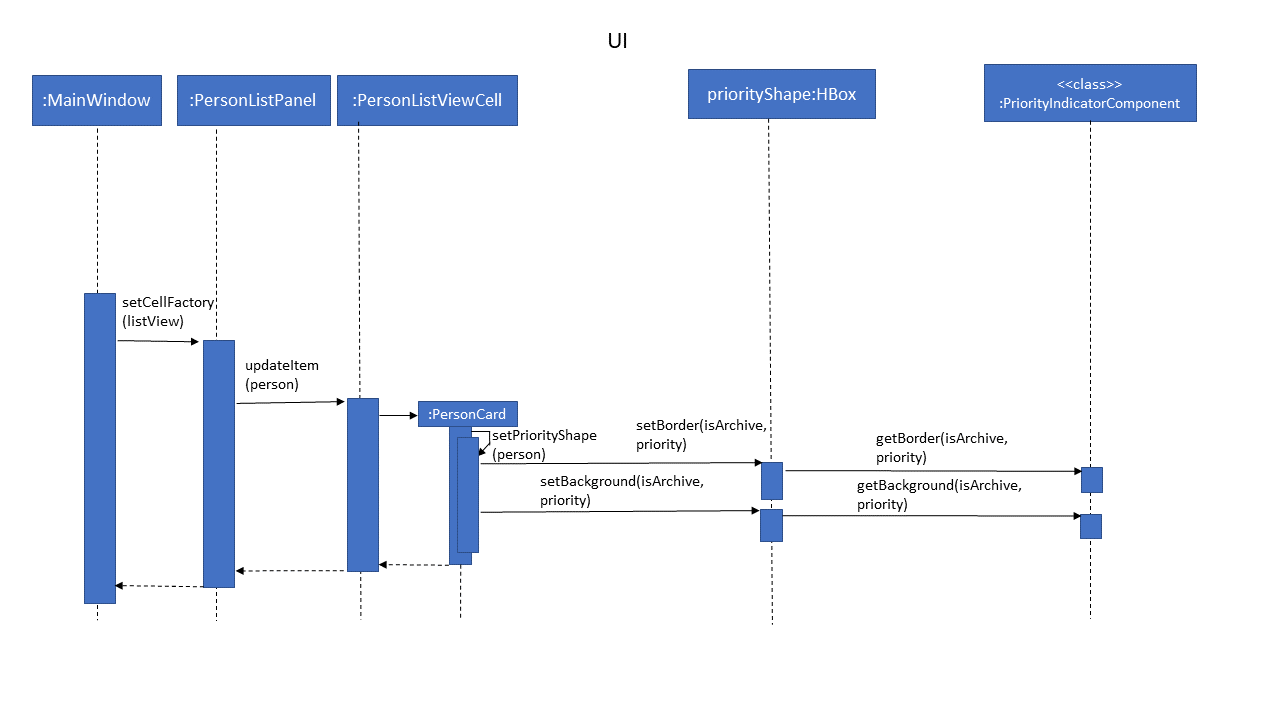 UI
:MainWindow
:PersonListPanel
:PersonListViewCell
priorityShape:HBox
<<class>>
:PriorityIndicatorComponent
setCellFactory
(listView)
updateItem
(person)
:PersonCard
setPriorityShape
(person)
setBorder(isArchive,
priority)
getBorder(isArchive,
priority)
setBackground(isArchive,
priority)
getBackground(isArchive,
priority)